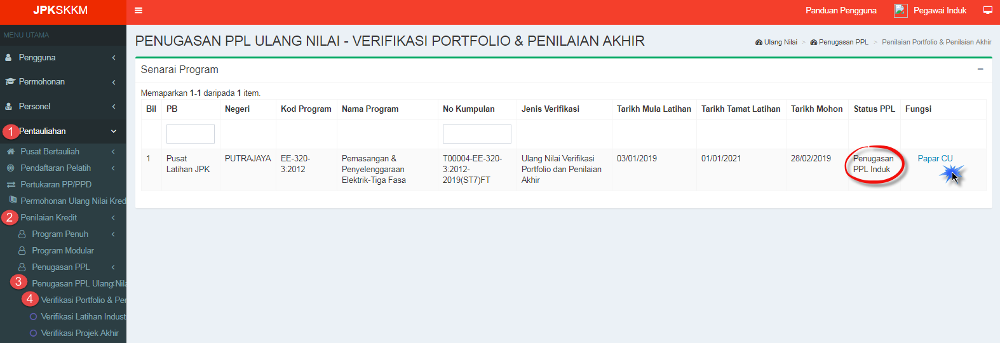 JPKSKKM
Panduan Pengguna
Pegawai Induk
MENU UTAMA
Pengguna
Permohonan
Personel
1 Pentauliahan
Pusat Bertauliah
Pendaftaran Pelatih
Pertukaran PP/PPD
Permohonan Ulang Nilai Kred
2 Penilaian Kredit
Program Penuh
Program Modular
Penugasan PPL
3 Penugasan PPL Ulang Nila
4 Verifikasi Portfolio & Per
Verifikasi Latihan Indust
Verifikasi Projek Akhir
PENUGASAN PPL ULANG NILAI - VERIFIKASI PORTFOLIO & PENILAIAN AKHIR
Ulang Nilai > Penugasan PPL > Penilaian Portfolio & Penilaian Akhir
Senarai Program
Memaparkan 1-1 daripada 1 item.
Bil PB Negeri Kod Program Nama Program No Kumpulan Jenis Verifikasi Tarikh Mula Latihan Tarikh Tamat Latihan Tarikh Mohon Status PPL Fungsi
1 Pusat PUTRAJAYA EE-320- Pemasangan & T00004-EE-320- Ulang Nilai Verifikasi 03/01/2019 01/01/2021 28/02/2019 Penugasan Papar CU
Latihan JPK 3:2012 Penyelenggaraan 3:2012- Portfolio dan Penilaian PPL Induk
Elektrik-Tiga Fasa 2019(ST7)FT Akhir